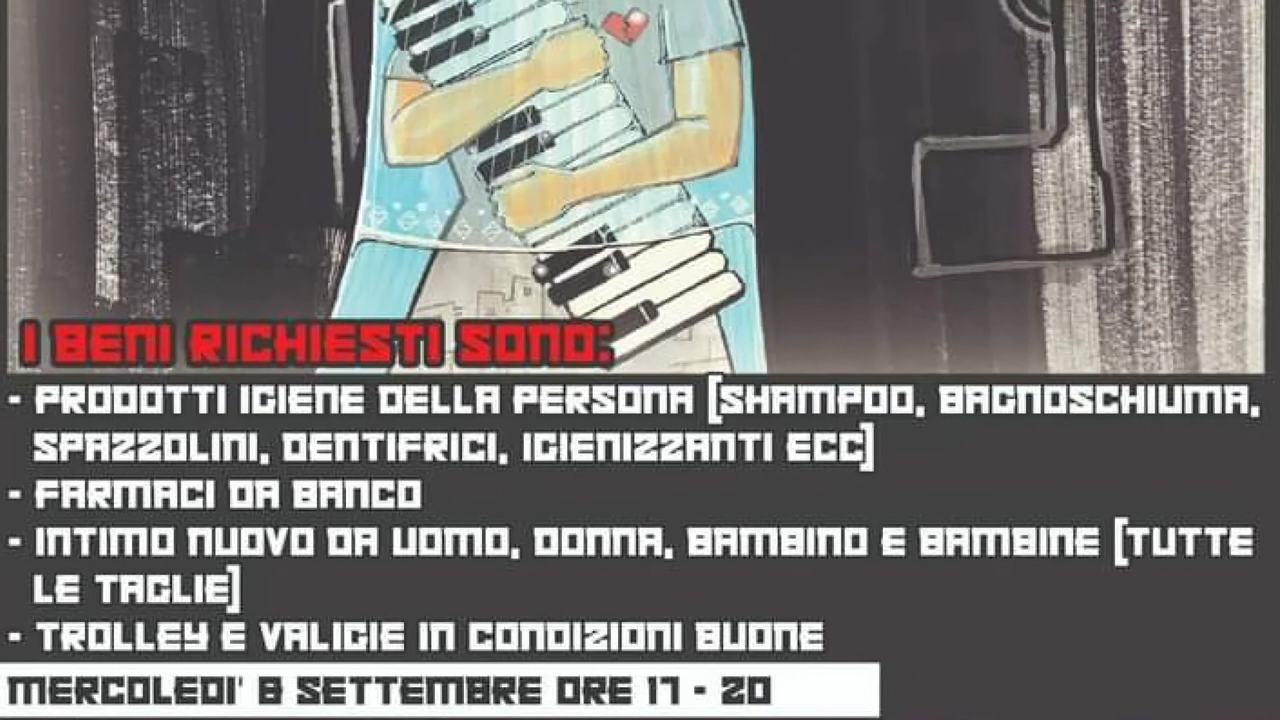 I BENI RICHIESTI SONO:
- PRODOTTI IGIENE DELLA PERSONA [SHAMPOO, BAGNOSCHIUMA,
SPAZZOLINI, DENTIFRICI, IGIENIZZANTI ECC]
- FARMACI DA BANCO
- INTIMO NUOVO DA UOMO, DONNA, BAMBINO E BAMBINE [TUTTE
LE TAGLIE]
- TROLLEY E VALIGIE IN CONDIZIONI BUONE
MERCOLEDI' 8 SETTEMBRE ORE 17 - 20